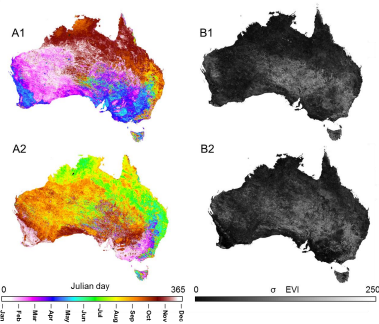 A1 B1
A2 B2
0 Julian day 365 0 σ EVI 250
Jan Feb Mar Apr May Jun Jul Aug Sep Oct Nov Dec Jan